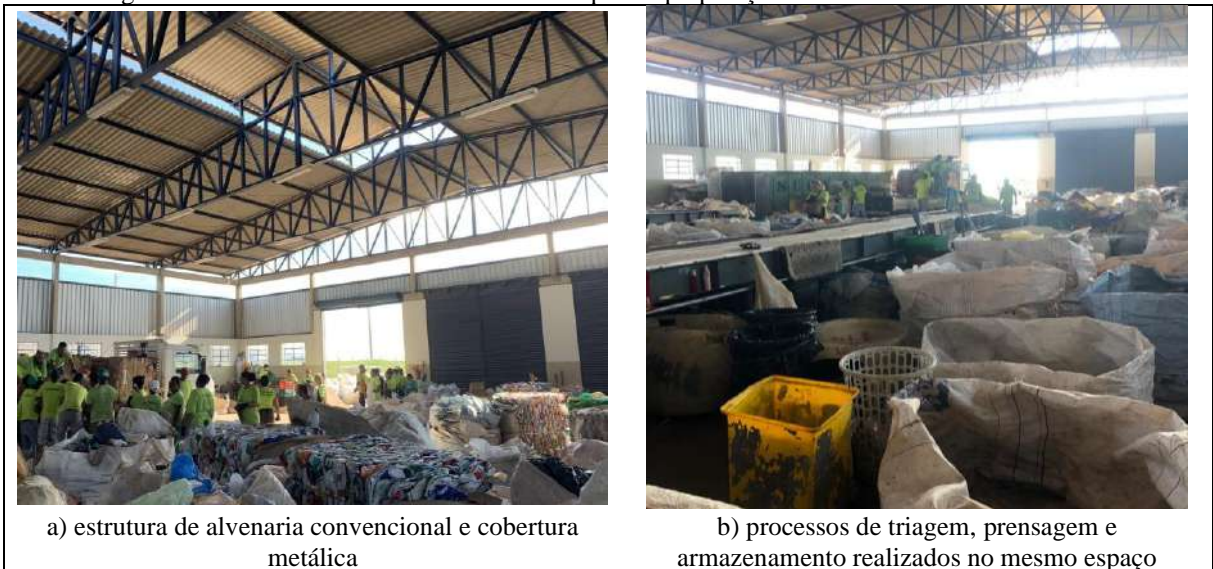 a) estrutura de alvenaria convencional e cobertura
metálica
b) processos de triagem, prensagem e
armazenamento realizados no mesmo espaço